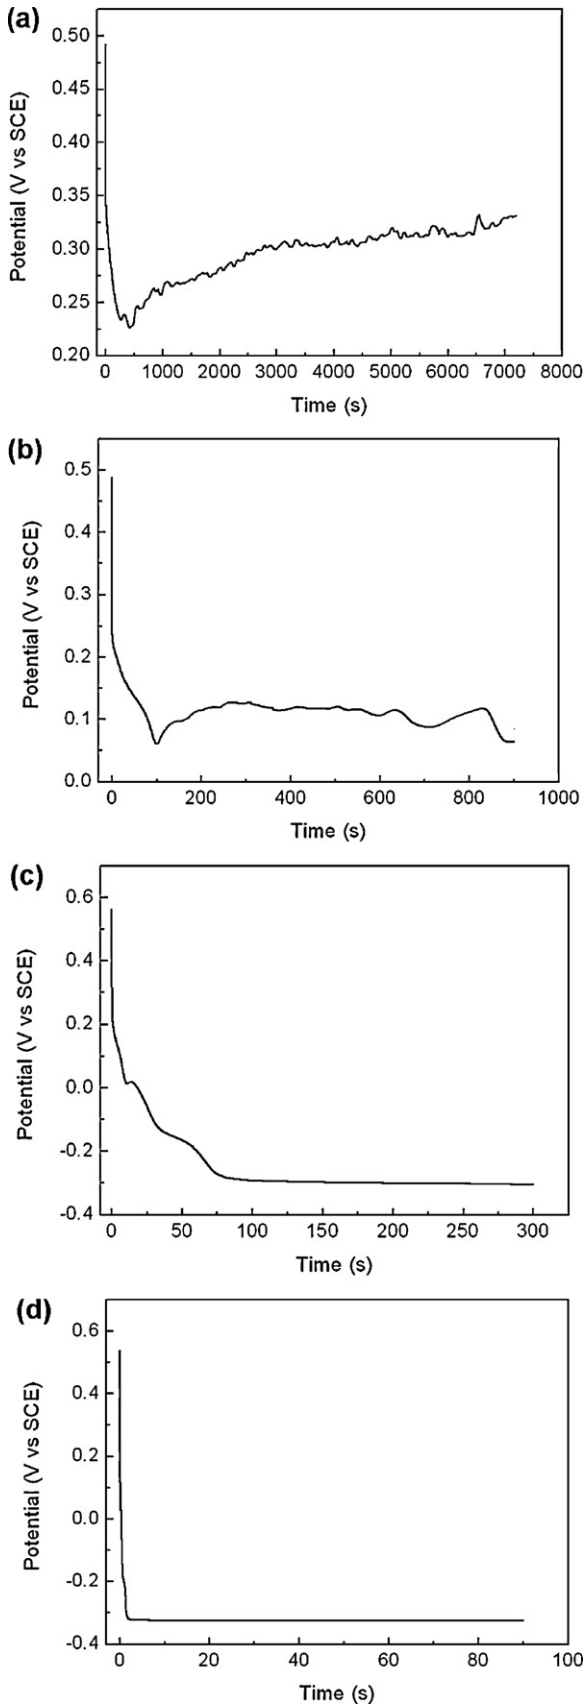 (a)
Potential (V vs SCE)
0.50
0.45
0.40
0.35
0.30
0.25
0.20
0 1000 2000 3000 4000 5000 6000 7000 8000
Time (s)
(b)
Potential (V vs SCE)
0.5
0.4
0.3
0.2
0.1
0.0
0 200 400 600 800 1000
Time (s)
(c)
Potential (V vs SCE)
0.6
0.4
0.2
0.0
-0.2
-0.4
0 50 100 150 200 250 300
Time (s)
(d)
Potential (V vs SCE)
0.6
0.4
0.2
0.0
-0.2
-0.4
0 20 40 60 80 100
Time (s)